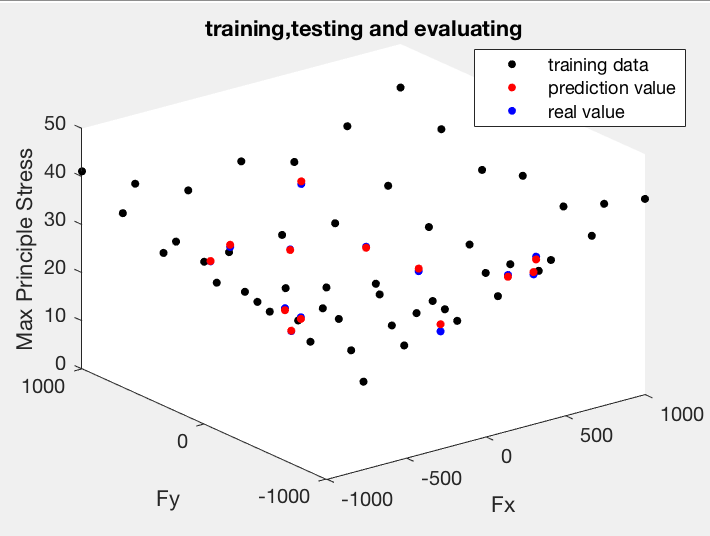 training,testing and evaluating
training data
prediction value
real value
Max Principle Stress
50
40
30
20
10
0
1000
0
-1000
Fy
-1000
-500
0
500
1000
Fx